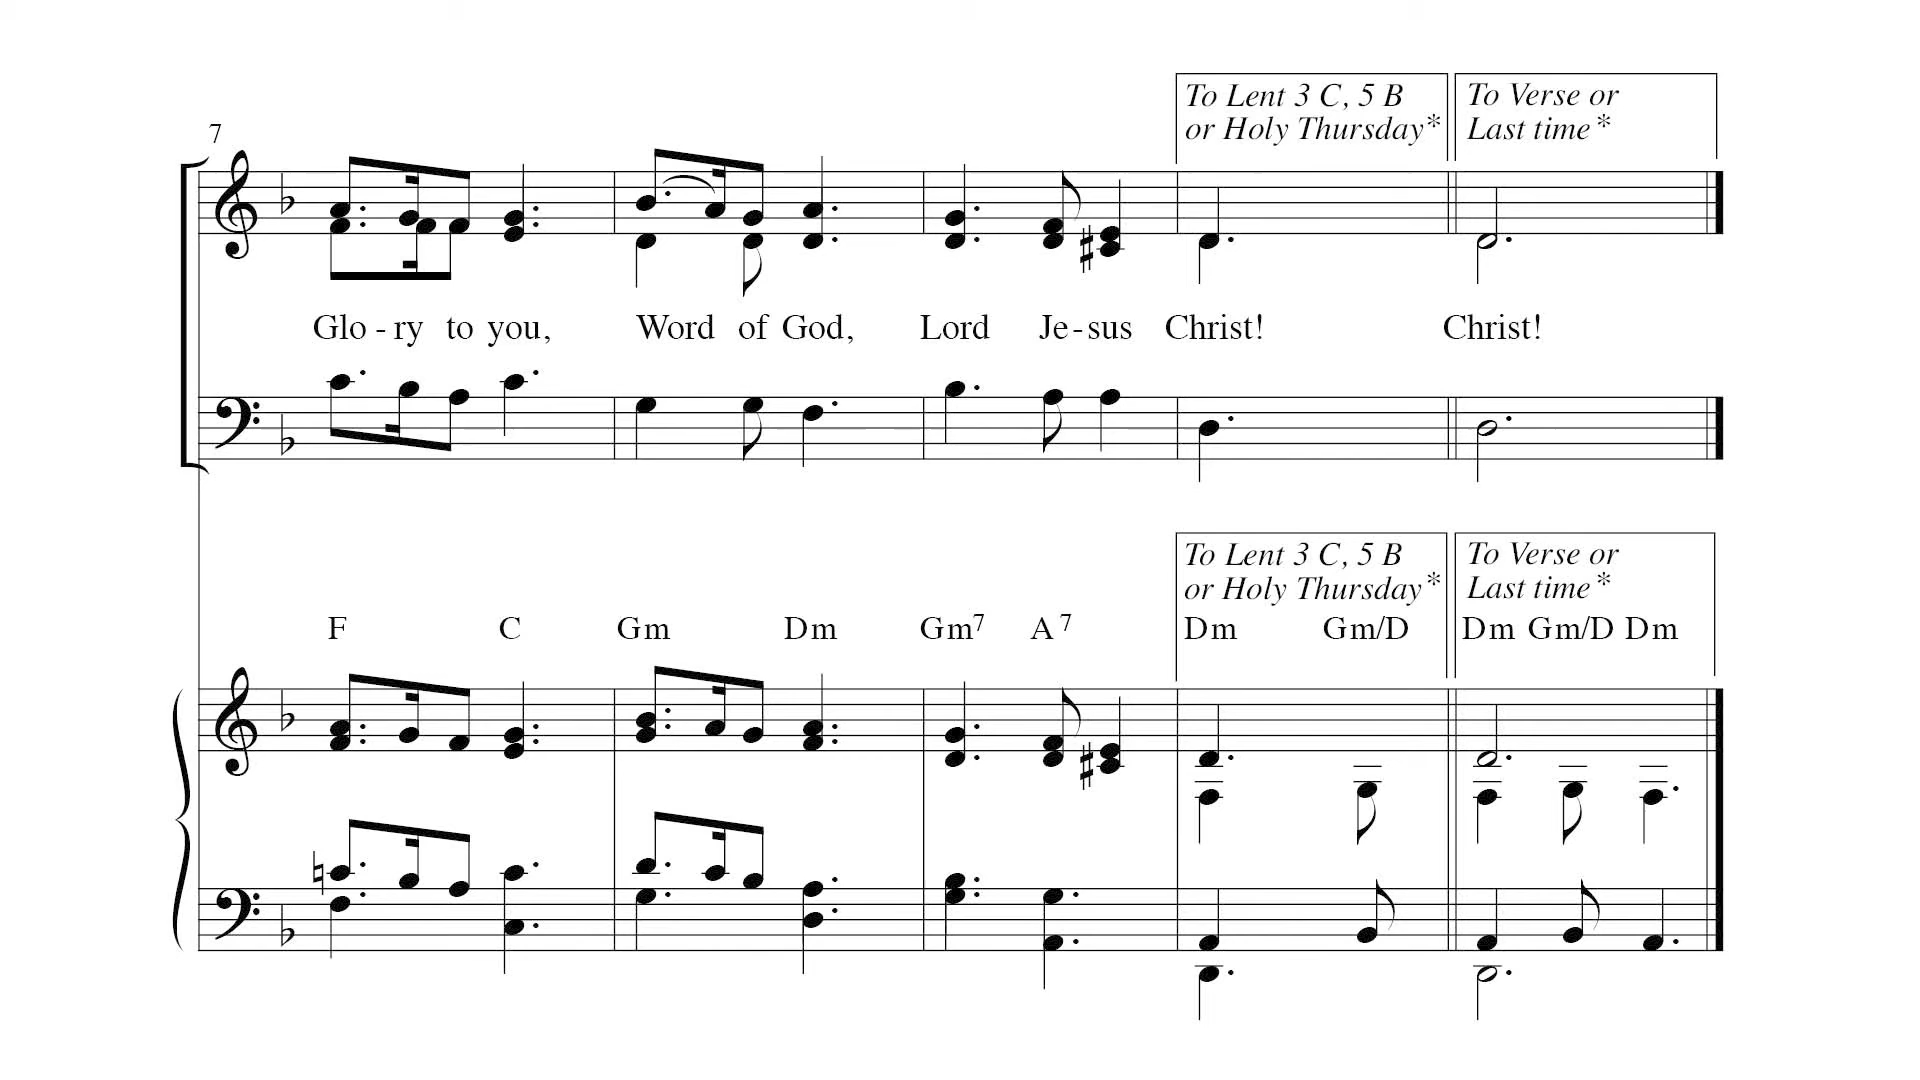 To Lent 3 C, 5 B
or Holy Thursday*
To Verse or
Last time*
7
Glo - ry to you, Word of God, Lord Je - sus Christ! Christ!
To Lent 3 C, 5 B
or Holy Thursday*
To Verse or
Last time*
F C Gm Dm Gm7 A7 Dm Gm/D Dm Gm/D Dm